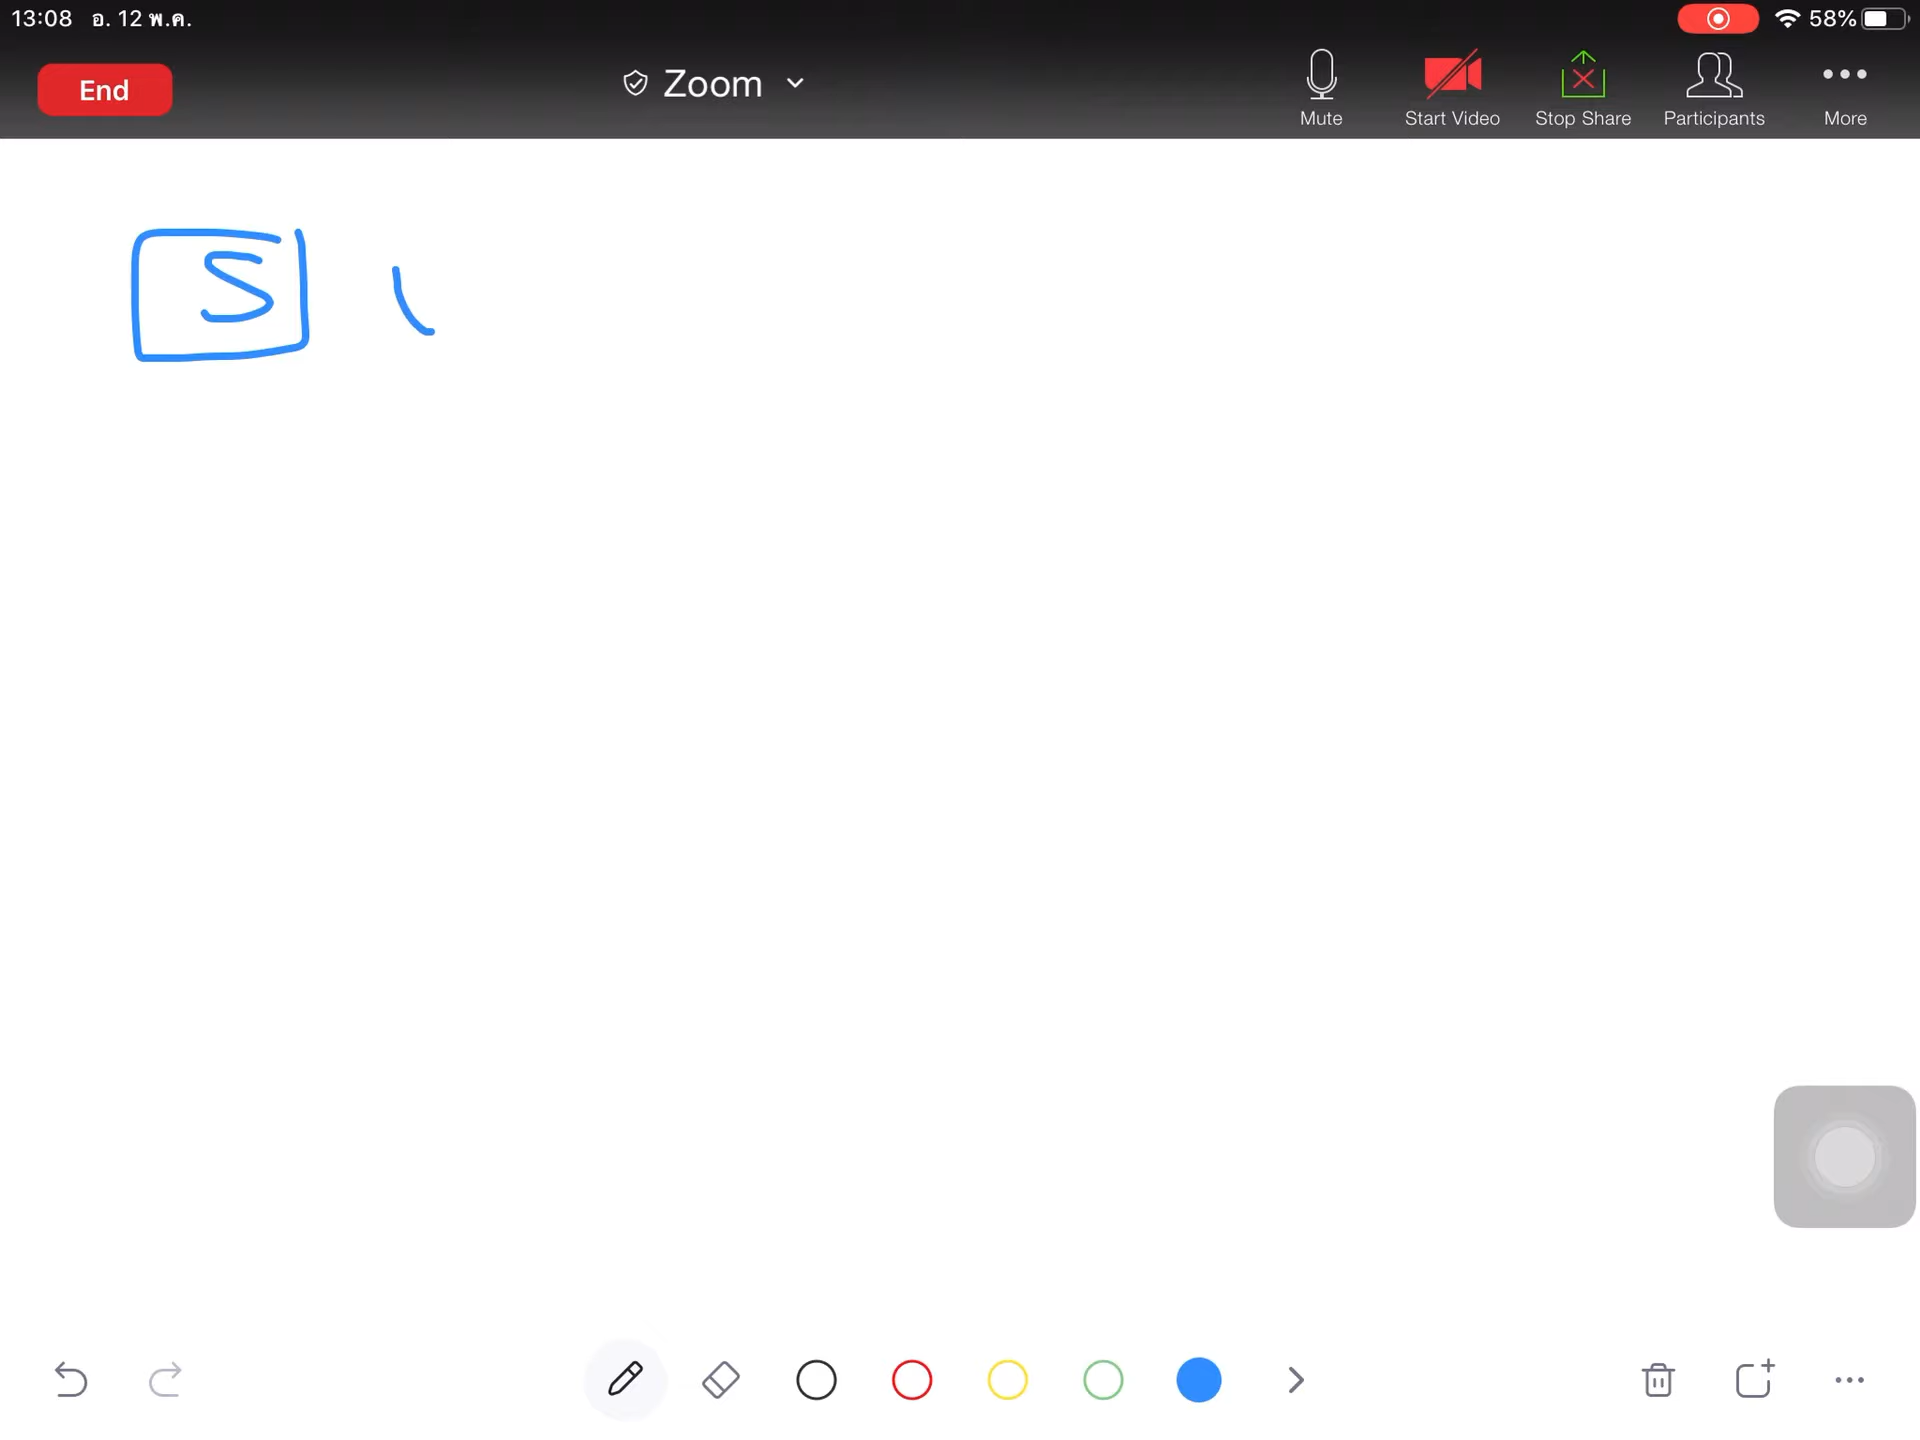 13:08 อ. 12 พ.ค. 58%
End Zoom Mute Start Video Stop Share Participants More
S